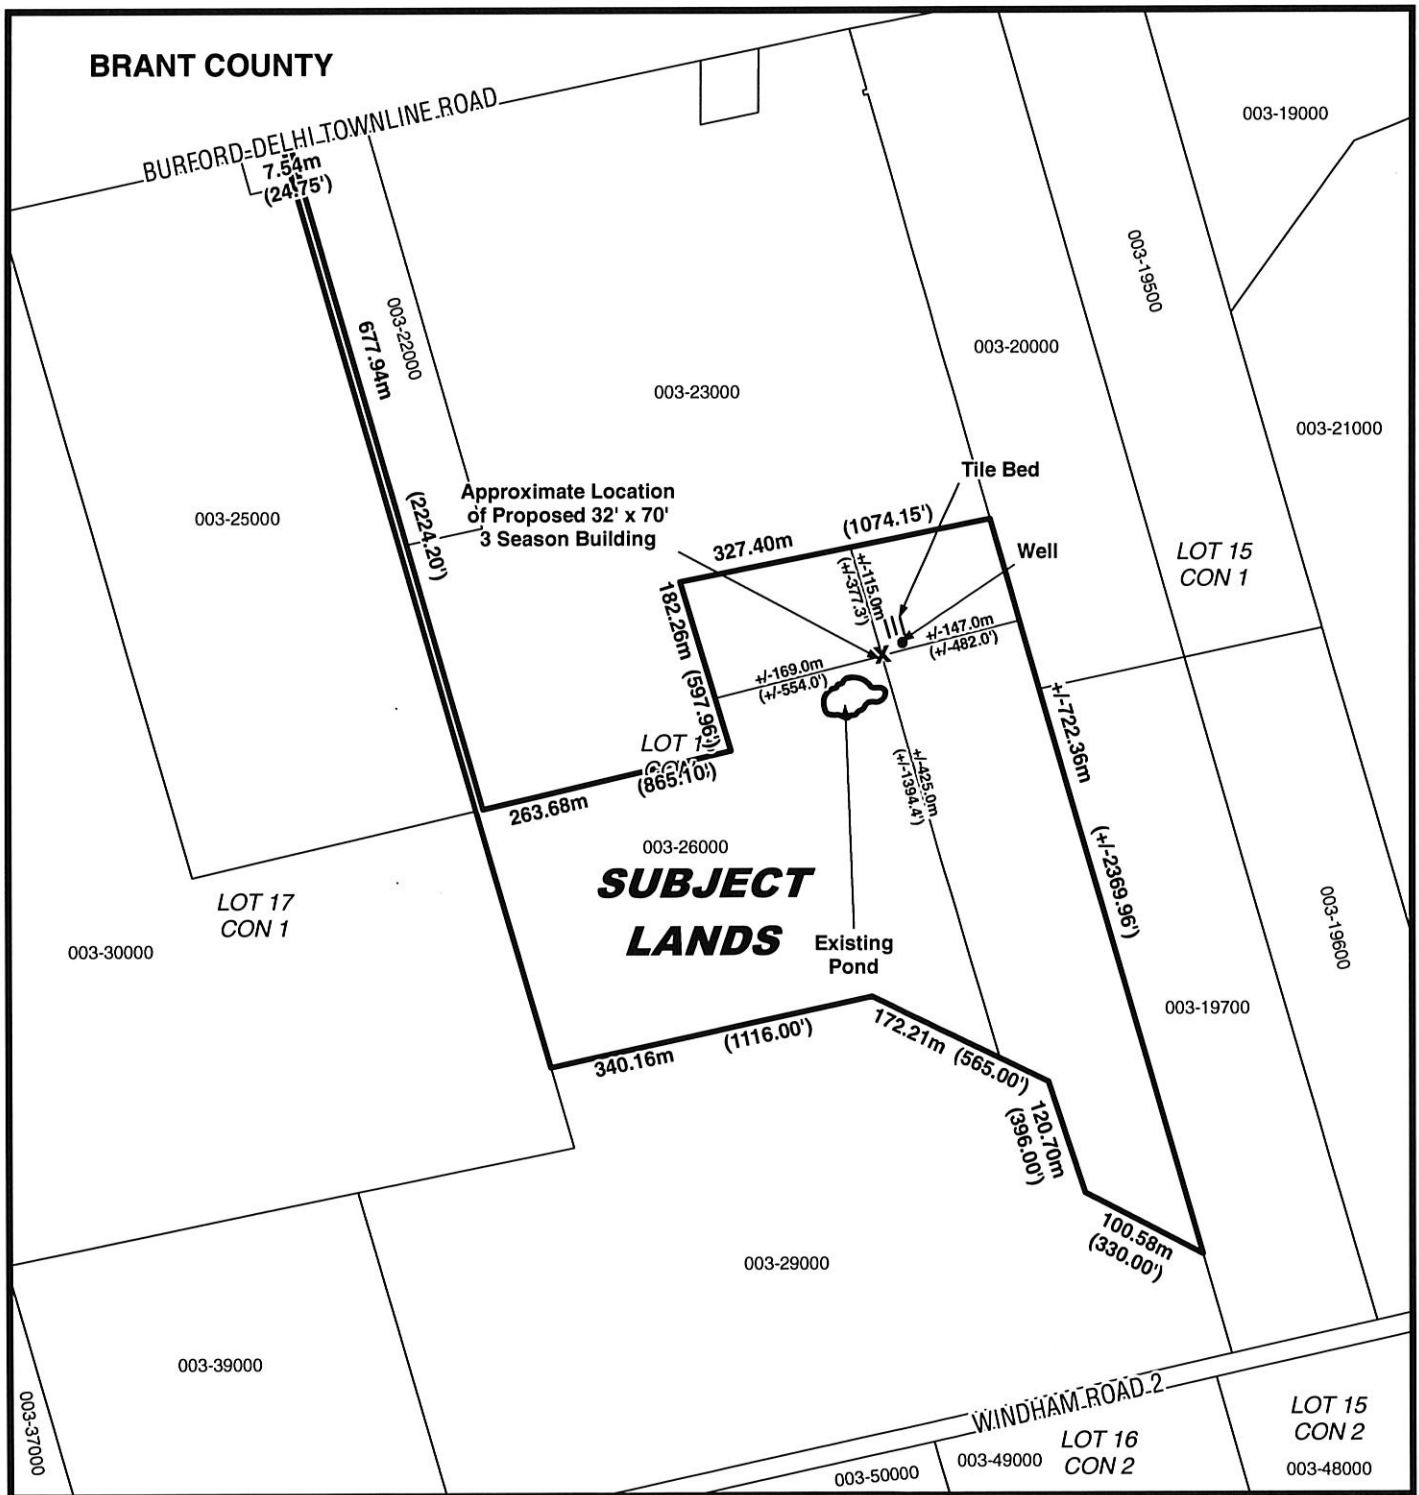 BRANT COUNTY
BURFORD-DELHI TOWNLINE ROAD
7.54m
(24.75')
003-19000
003-19500
003-22000
677.94m
003-20000
003-23000
003-21000
Tile Bed
Approximate Location
of Proposed 32' x 70'
3 Season Building
(2224.20')
003-25000
327.40m
(1074.15')
Well
LOT 15
CON 1
+/-115.0m
(+/-377.3')
182.26m
(597.96')
+/-147.0m
(+/-482.0')
X
+/-169.0m
(+/-554.0')
+/-722.36m
(+/-2369.96')
LOT 1
CON
(865.10')
263.68m
+/-425.0m
(+/-1394.4')
003-26000
SUBJECT
LANDS
LOT 17
CON 1
003-30000
Existing
Pond
003-19600
003-19700
340.16m
(1116.00')
172.21m
(565.00')
120.70m
(396.00')
100.58m
(330.00')
003-29000
003-39000
003-37000
WINDHAM ROAD 2
LOT 15
CON 2
003-48000
LOT 16
CON 2
003-49000
003-50000